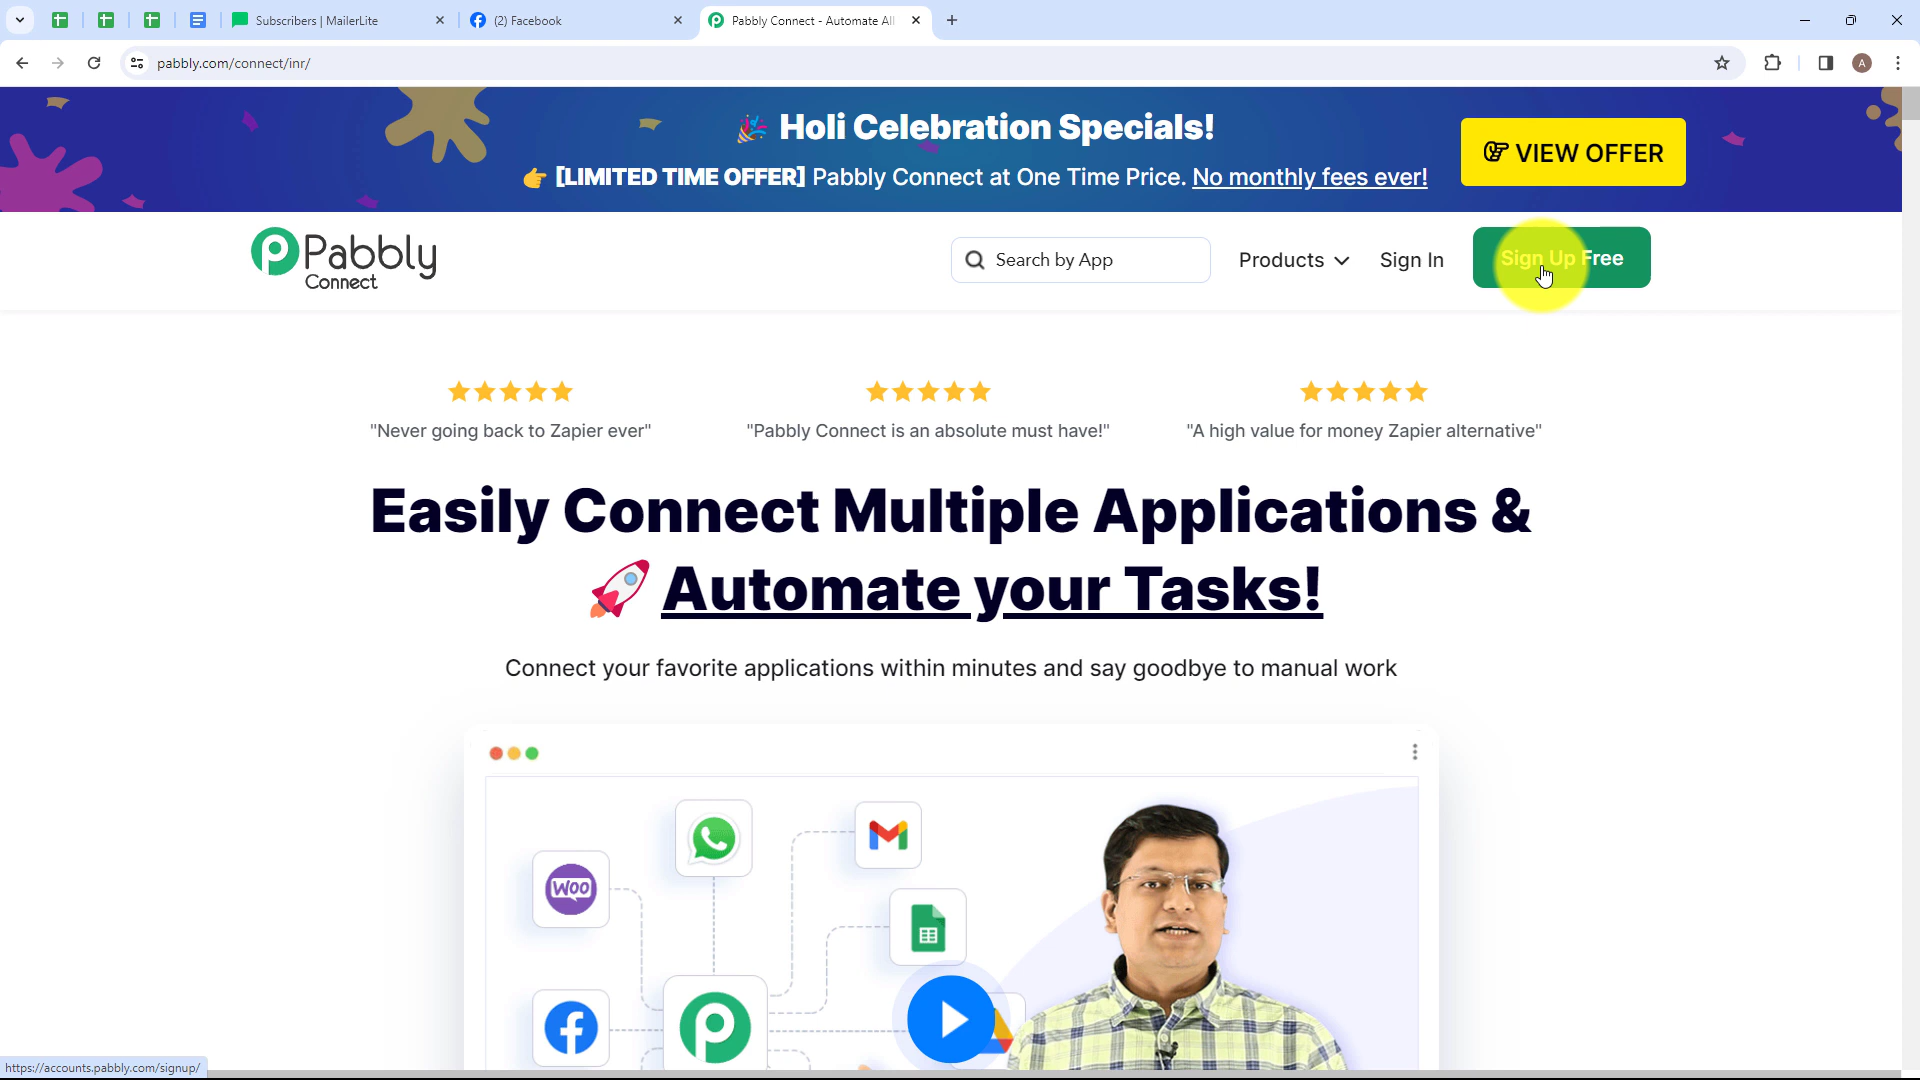 Subscribers | MailerLite
(2) Facebook
Pabbly Connect - Automate All
pabbly.com/connect/inr/
A
🎉 Holi Celebration Specials!
👉 [LIMITED TIME OFFER] Pabbly Connect at One Time Price. No monthly fees ever!
VIEW OFFER
Pabbly
Connect
Search by App
Products
Sign In
Sign Up Free
"Never going back to Zapier ever"
"Pabbly Connect is an absolute must have!"
"A high value for money Zapier alternative"
Easily Connect Multiple Applications &
🚀 Automate your Tasks!
Connect your favorite applications within minutes and say goodbye to manual work
WOO
https://accounts.pabbly.com/signup/